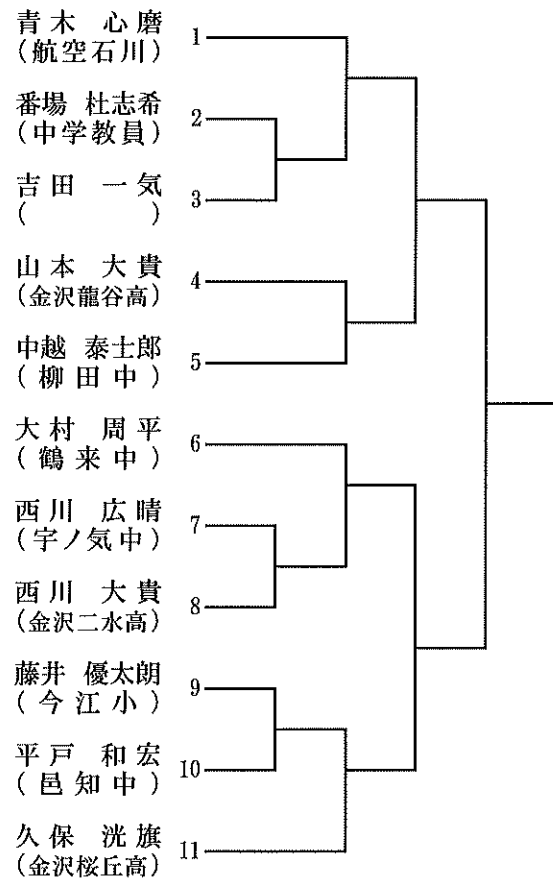 青木 心磨
(航空石川)
1
番場 杜志希
(中学教員)
2
吉田 一気
( )
3
山本 大貴
(金沢龍谷高)
4
中越 泰士郎
(柳田中)
5
大村 周平
(鶴来中)
6
西川 広晴
(宇ノ気中)
7
西川 大貴
(金沢二水高)
8
藤井 優太朗
(今江小)
9
平戸 和宏
(邑知中)
10
久保 洸旗
(金沢桜丘高)
11